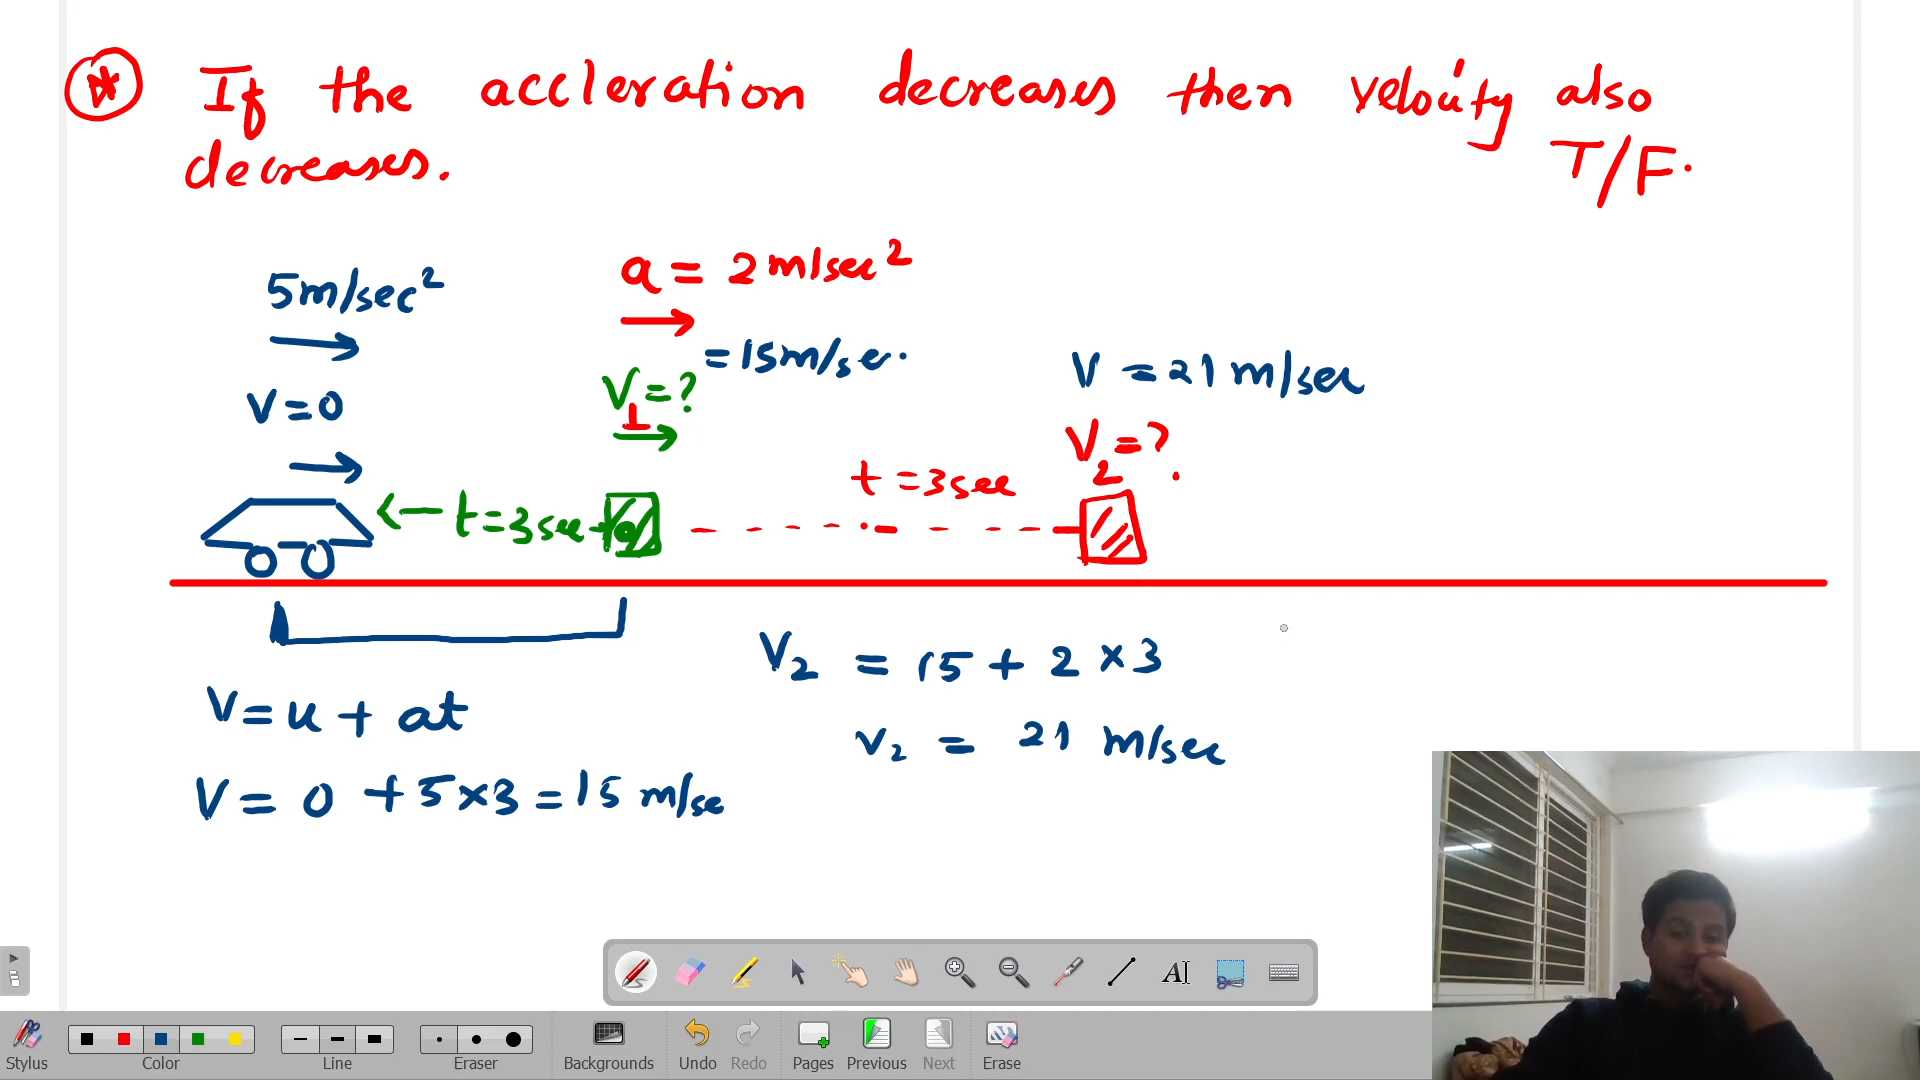 If the accleration decreases then velocity also
decreases. T/F.
5m/sec²
a = 2m/sec²
= 15m/se.
V = 21 m/sec
V=0
V1=?
V2=?
t=3sec
t = 3sec
V2 = 15 + 2 × 3
V=u + at
v2 = 21 m/sec
V= 0 + 5×3 = 15 m/se
AI
Stylus
Color
Line
Eraser
Backgrounds
Undo
Redo
Pages
Previous
Next
Erase